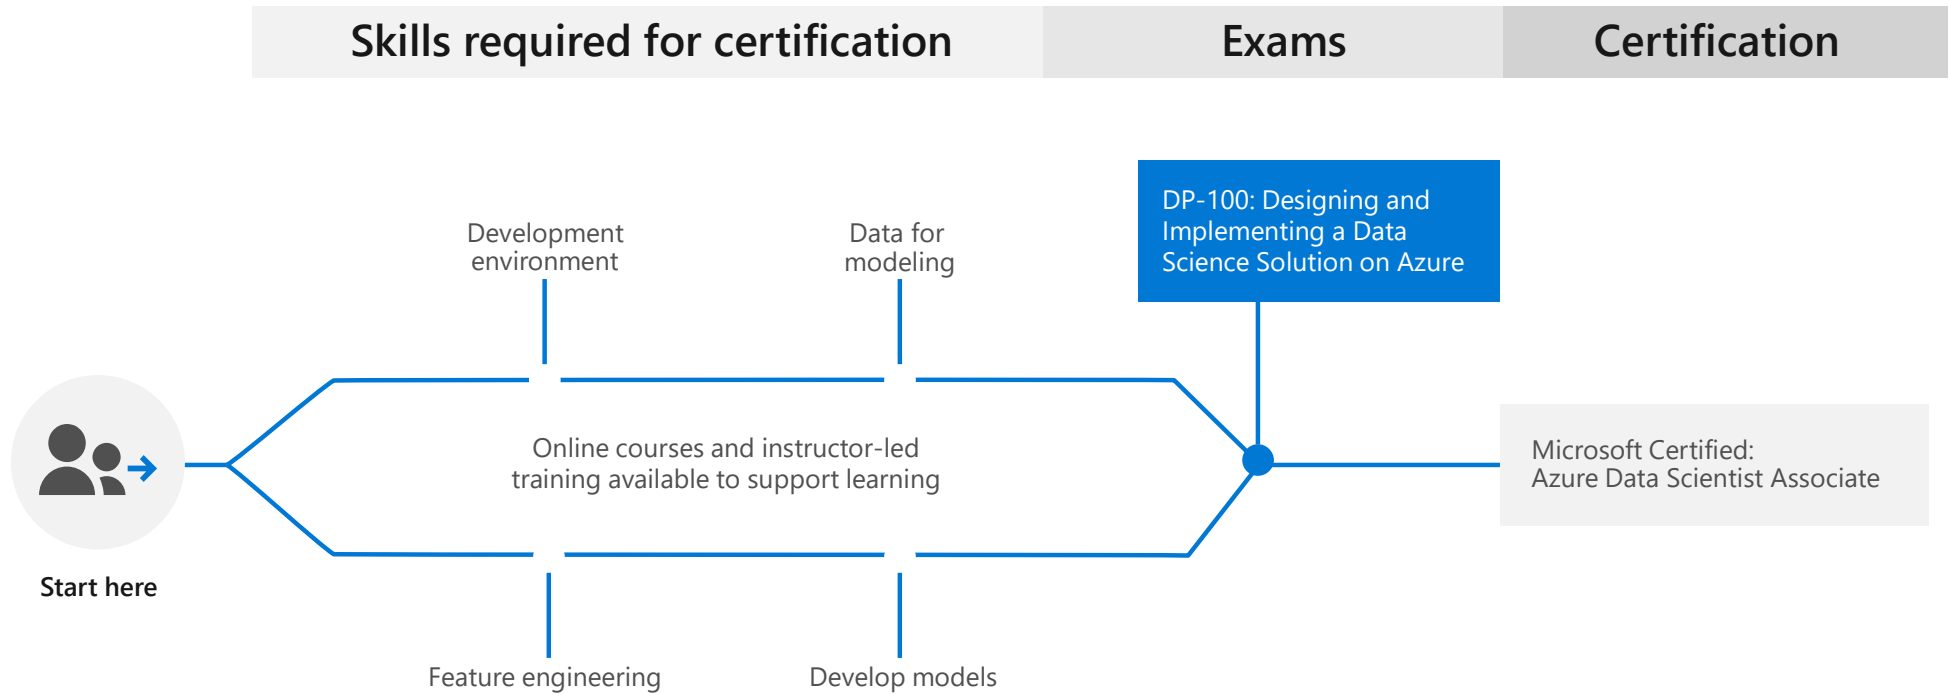 Skills required for certification
Exams
Certification
DP-100: Designing and
Implementing a Data
Science Solution on Azure
Development
environment
Data for
modeling
Online courses and instructor-led
training available to support learning
Microsoft Certified:
Azure Data Scientist Associate
Start here
Feature engineering
Develop models